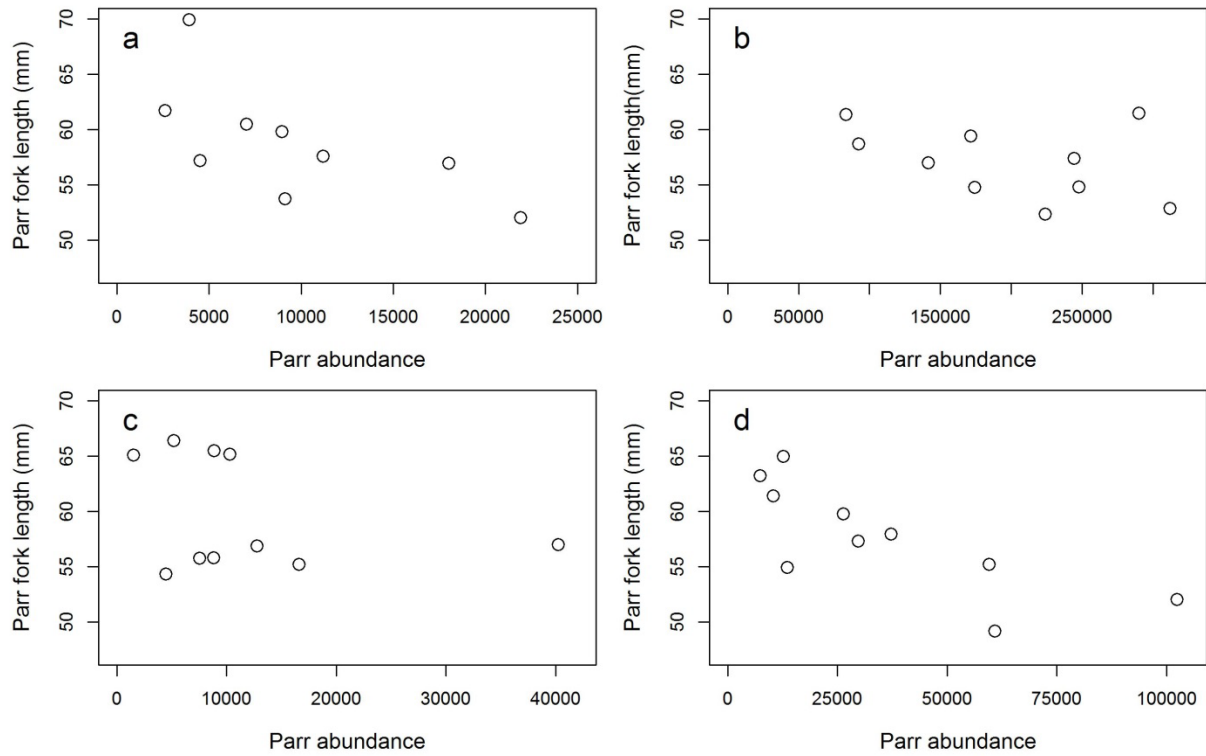 a
Parr fork length (mm)
70
65
60
55
50
0 5000 10000 15000 20000 25000
Parr abundance
b
Parr fork length(mm)
70
65
60
55
50
0 50000 150000 250000
Parr abundance
c
Parr fork length (mm)
70
65
60
55
50
0 10000 20000 30000 40000
Parr abundance
d
Parr fork length (mm)
70
65
60
55
50
0 25000 50000 75000 100000
Parr abundance